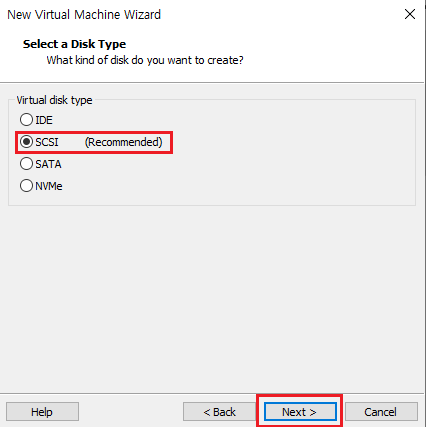 New Virtual Machine Wizard
Select a Disk Type
What kind of disk do you want to create?
Virtual disk type
IDE
SCSI (Recommended)
SATA
NVMe
Help < Back Next > Cancel